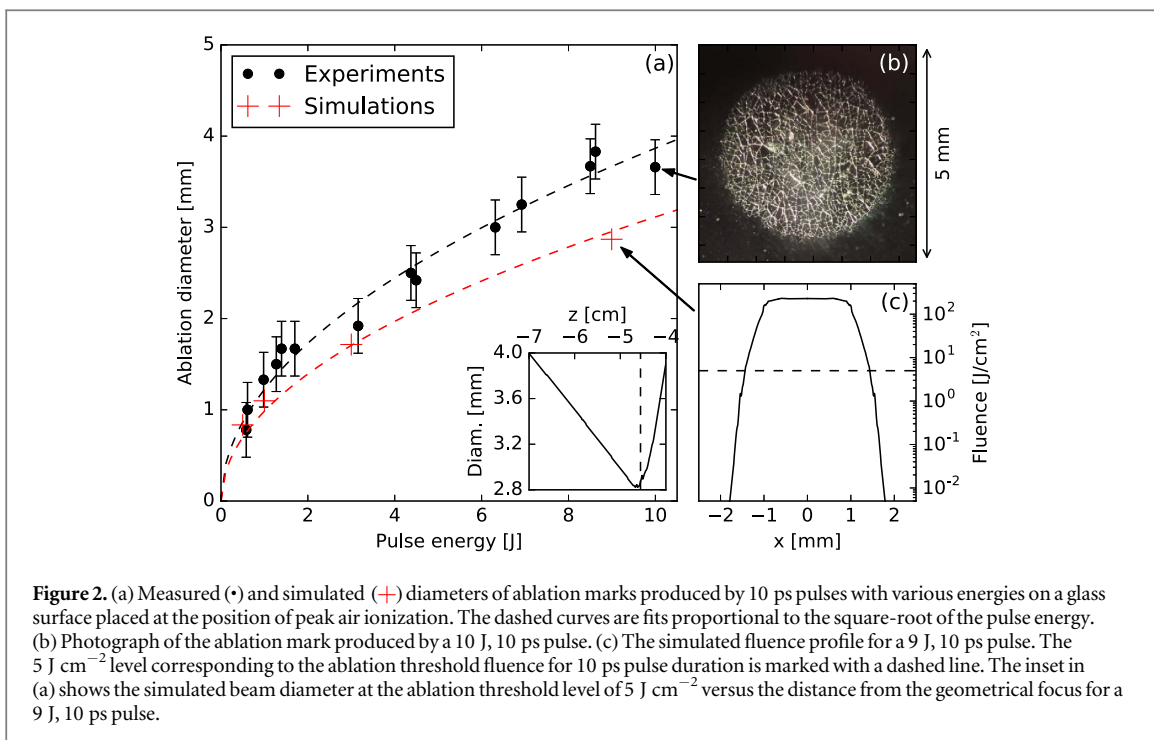 5
4
3
2
1
0
Ablation diameter [mm]
Experiments
Simulations
(a)
0 2 4 6 8 10
Pulse energy [J]
z [cm]
−7 −6 −5 −4
4.0
3.6
3.2
2.8
Diam. [mm]
(b)
5 mm
(c)
10²
10¹
10⁰
10⁻¹
10⁻²
Fluence [J/cm²]
−2 −1 0 1 2
x [mm]
Figure 2. (a) Measured (•) and simulated (+) diameters of ablation marks produced by 10 ps pulses with various energies on a glass
surface placed at the position of peak air ionization. The dashed curves are fits proportional to the square-root of the pulse energy.
(b) Photograph of the ablation mark produced by a 10 J, 10 ps pulse. (c) The simulated fluence profile for a 9 J, 10 ps pulse. The
5 J cm⁻² level corresponding to the ablation threshold fluence for 10 ps pulse duration is marked with a dashed line. The inset in
(a) shows the simulated beam diameter at the ablation threshold level of 5 J cm⁻² versus the distance from the geometrical focus for a
9 J, 10 ps pulse.